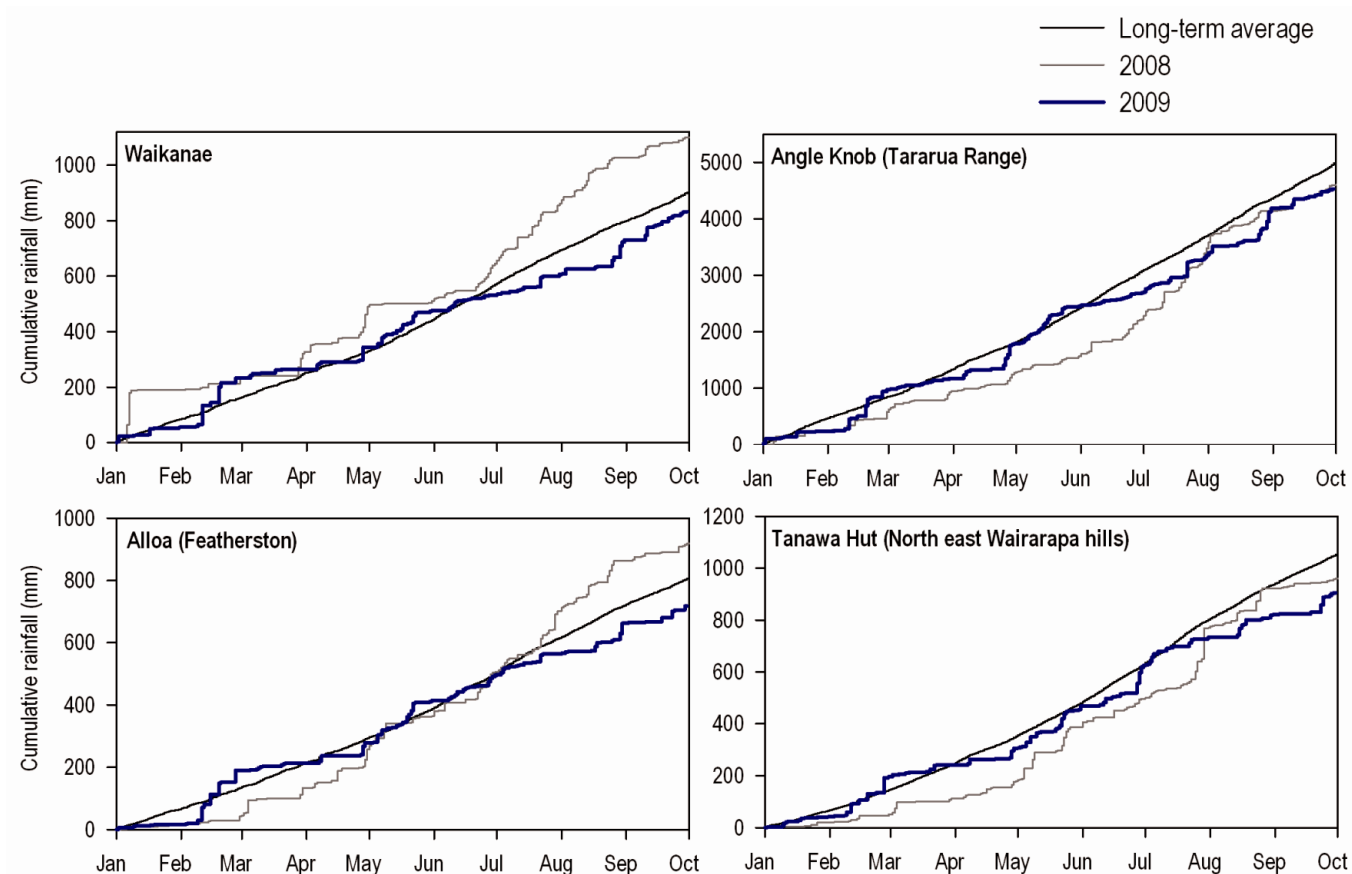 Long-term average
2008
2009
Waikanae
Cumulative rainfall (mm)
1000
800
600
400
200
0
Jan Feb Mar Apr May Jun Jul Aug Sep Oct
Angle Knob (Tararua Range)
5000
4000
3000
2000
1000
0
Jan Feb Mar Apr May Jun Jul Aug Sep Oct
Alloa (Featherston)
Cumulative rainfall (mm)
1000
800
600
400
200
0
Jan Feb Mar Apr May Jun Jul Aug Sep Oct
Tanawa Hut (North east Wairarapa hills)
1200
1000
800
600
400
200
0
Jan Feb Mar Apr May Jun Jul Aug Sep Oct